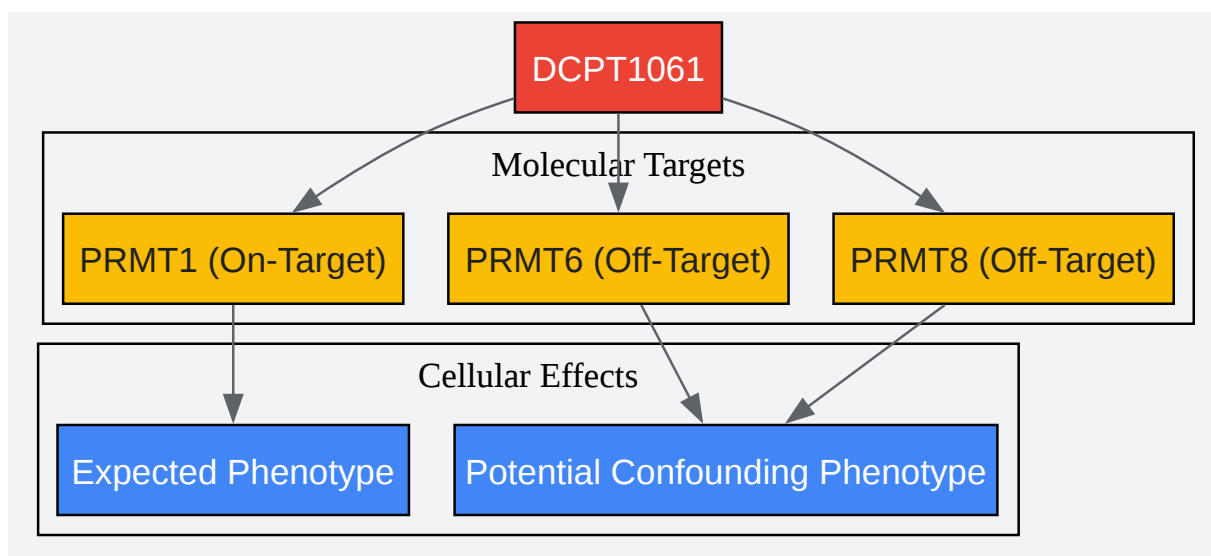 DCPT1061
Molecular Targets
PRMT1 (On-Target)
PRMT6 (Off-Target)
PRMT8 (Off-Target)
Cellular Effects
Expected Phenotype
Potential Confounding Phenotype